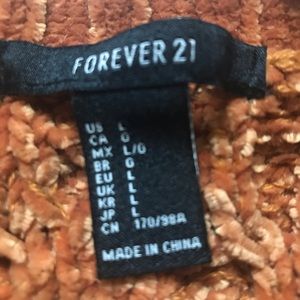 FOREVER 21
US L
CA G
MX L/G
BR G
EU L
UK L
KR L
JP L
CN 170/98A
MADE IN CHINA